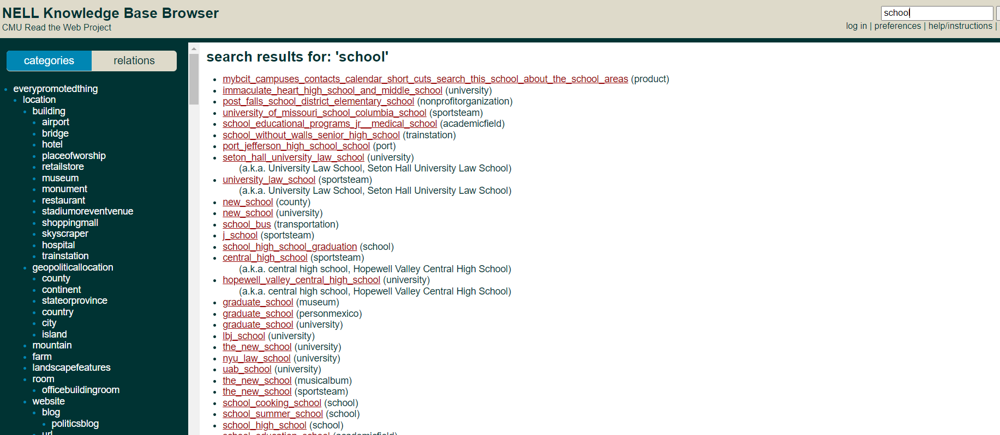 NELL Knowledge Base Browser
CMU Read the Web Project
school
log in | preferences | help/instructions |
categories
relations
everypromotedthing
location
building
airport
bridge
hotel
placeofworship
retailstore
museum
monument
restaurant
stadiumoreventvenue
shoppingmall
skyscraper
hospital
trainstation
geopoliticallocation
county
continent
stateorprovince
country
city
island
mountain
farm
landscapefeatures
room
officebuildingroom
website
blog
politicsblog
url
search results for: 'school'
mybcit_campuses_contacts_calendar_short_cuts_search_this_school_about_the_school_areas (product)
immaculate_heart_high_school_and_middle_school (university)
post_falls_school_district_elementary_school (nonprofitorganization)
university_of_missouri_school_columbia_school (sportsteam)
school_educational_programs_jr__medical_school (academicfield)
school_without_walls_senior_high_school (trainstation)
port_jefferson_high_school_school (port)
seton_hall_university_law_school (university)
(a.k.a. University Law School, Seton Hall University Law School)
university_law_school (sportsteam)
(a.k.a. University Law School, Seton Hall University Law School)
new_school (county)
new_school (university)
school_bus (transportation)
j_school (sportsteam)
school_high_school_graduation (school)
central_high_school (sportsteam)
(a.k.a. central high school, Hopewell Valley Central High School)
hopewell_valley_central_high_school (university)
(a.k.a. central high school, Hopewell Valley Central High School)
graduate_school (museum)
graduate_school (personmexico)
graduate_school (university)
lbj_school (university)
the_new_school (university)
nyu_law_school (university)
uab_school (university)
the_new_school (musicalbum)
the_new_school (sportsteam)
school_cooking_school (school)
school_summer_school (school)
school_high_school (school)
school_education_school (academicfield)